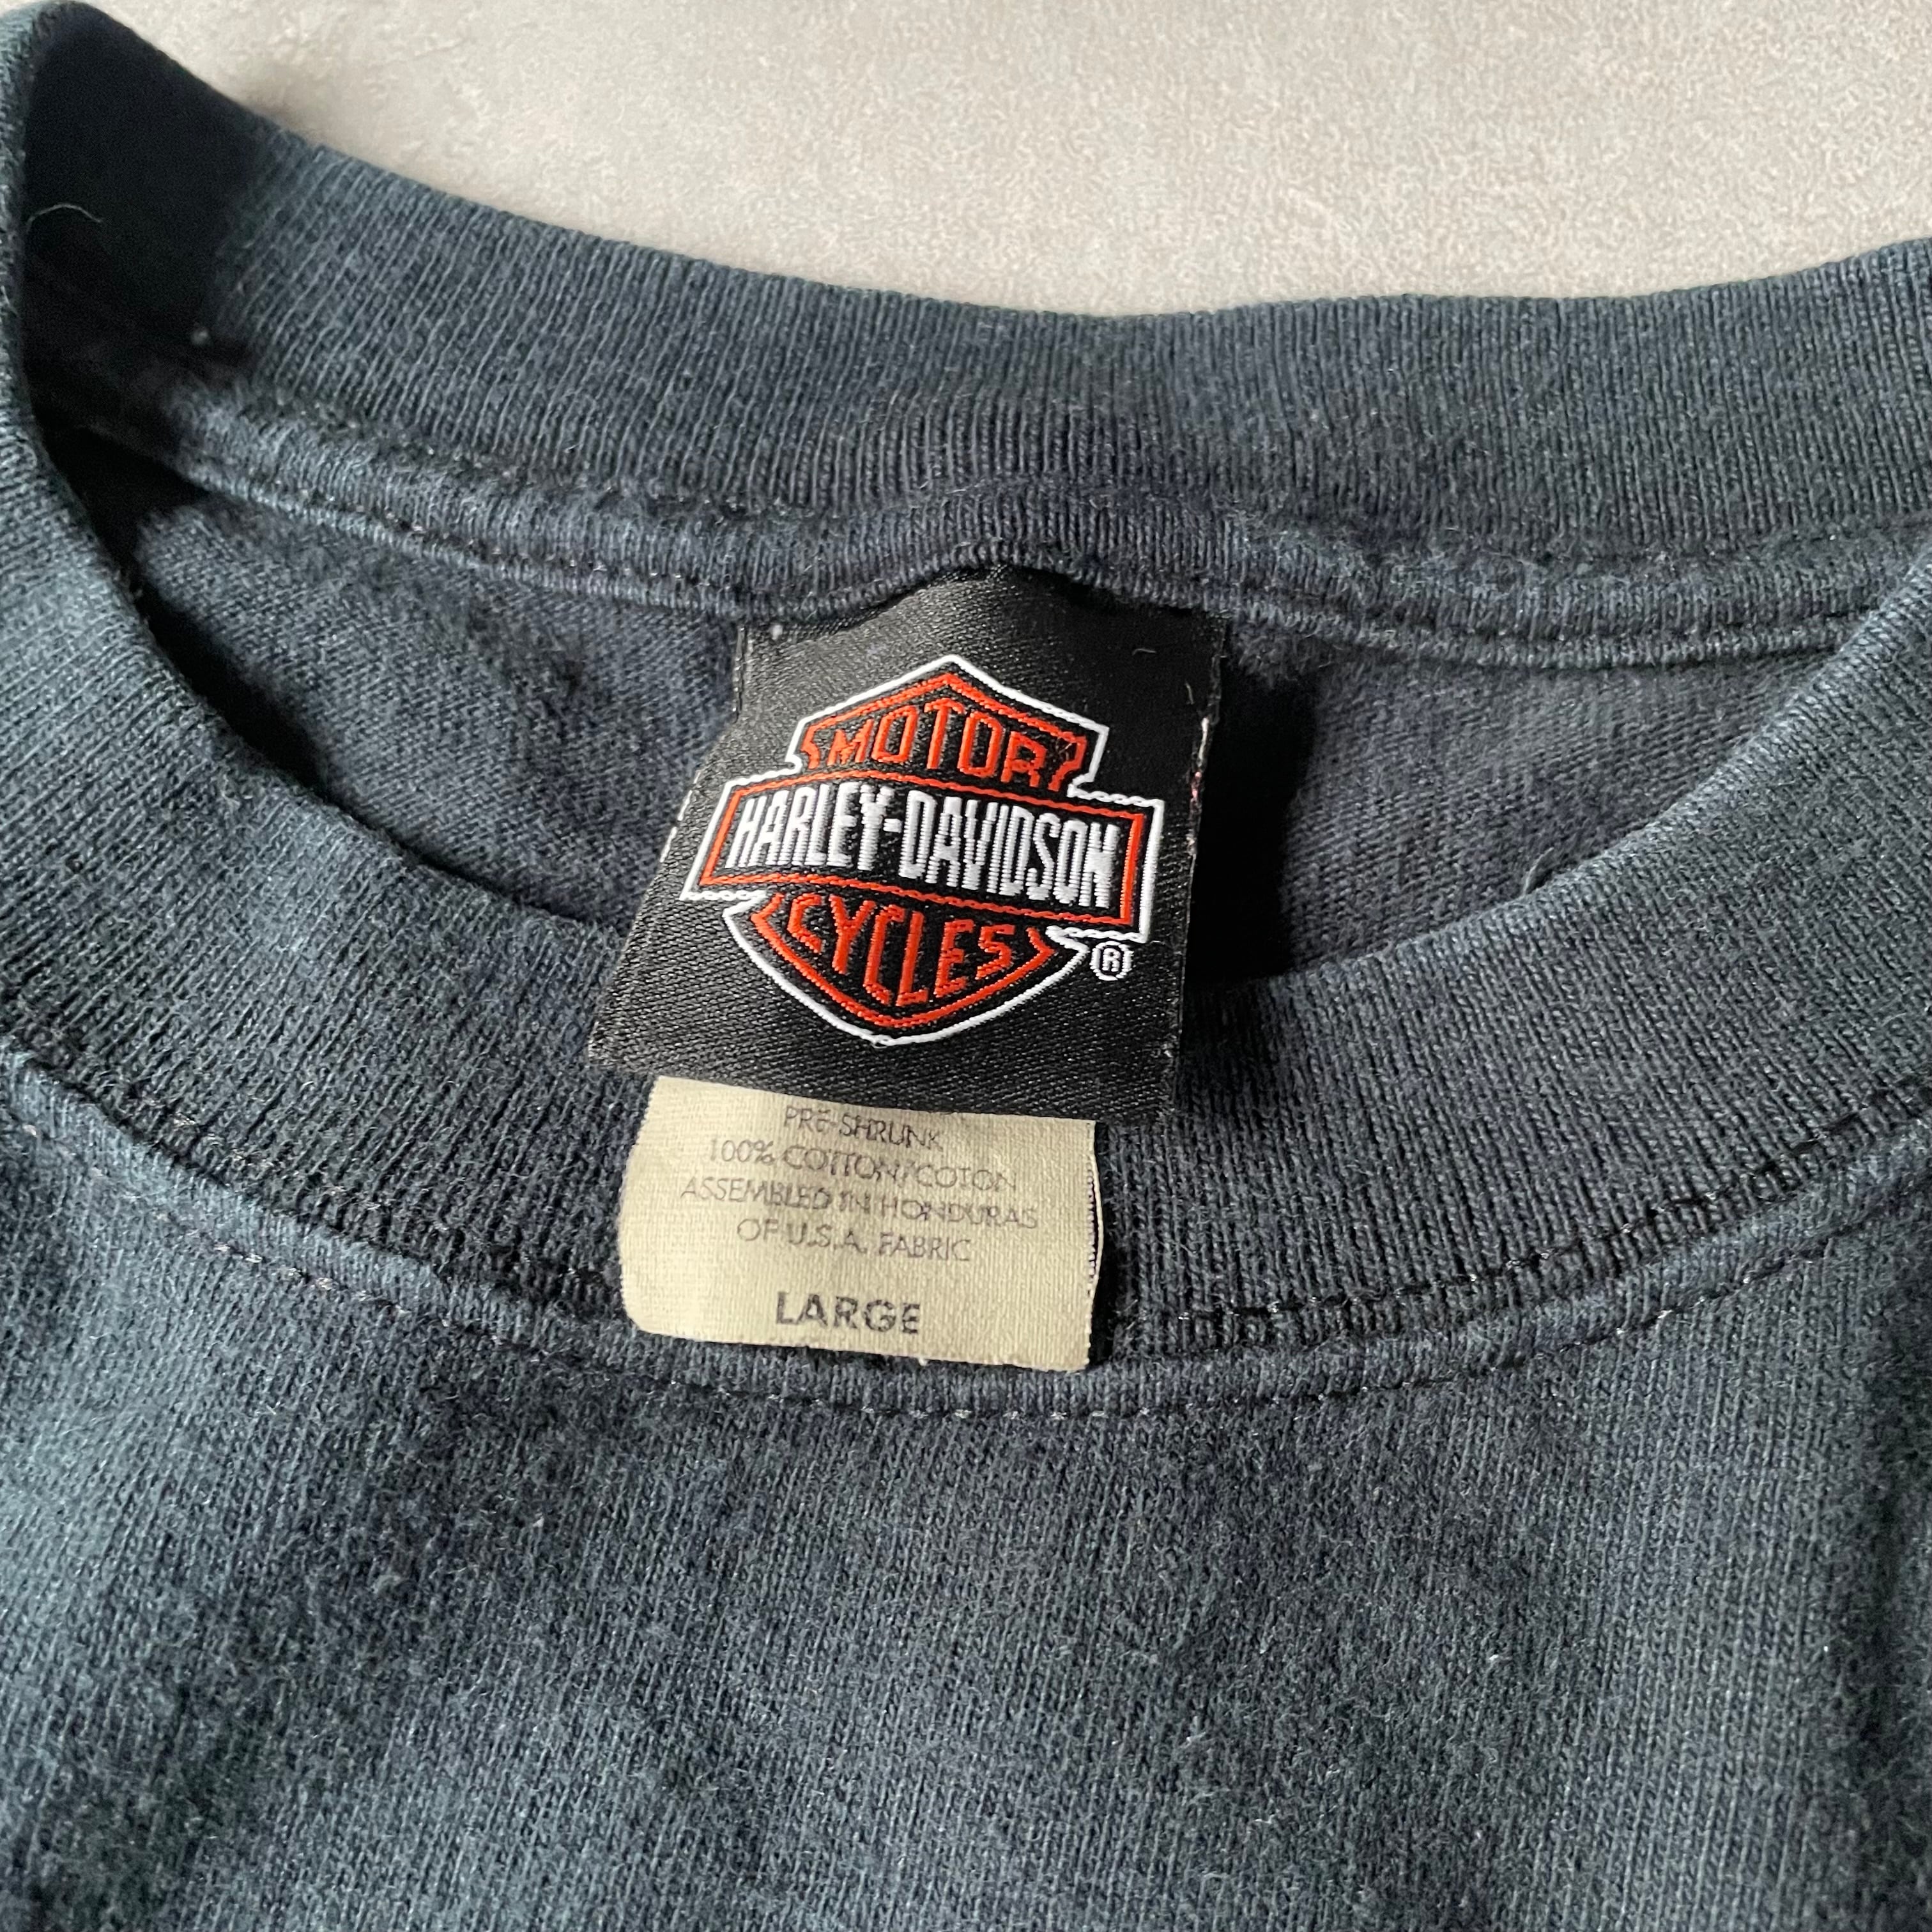 MOTOR
HARLEY-DAVIDSON
CYCLES
®
PRE-SHRUNK
100% COTTON/COTON
ASSEMBLED IN HONDURAS
OF U.S.A. FABRIC
LARGE